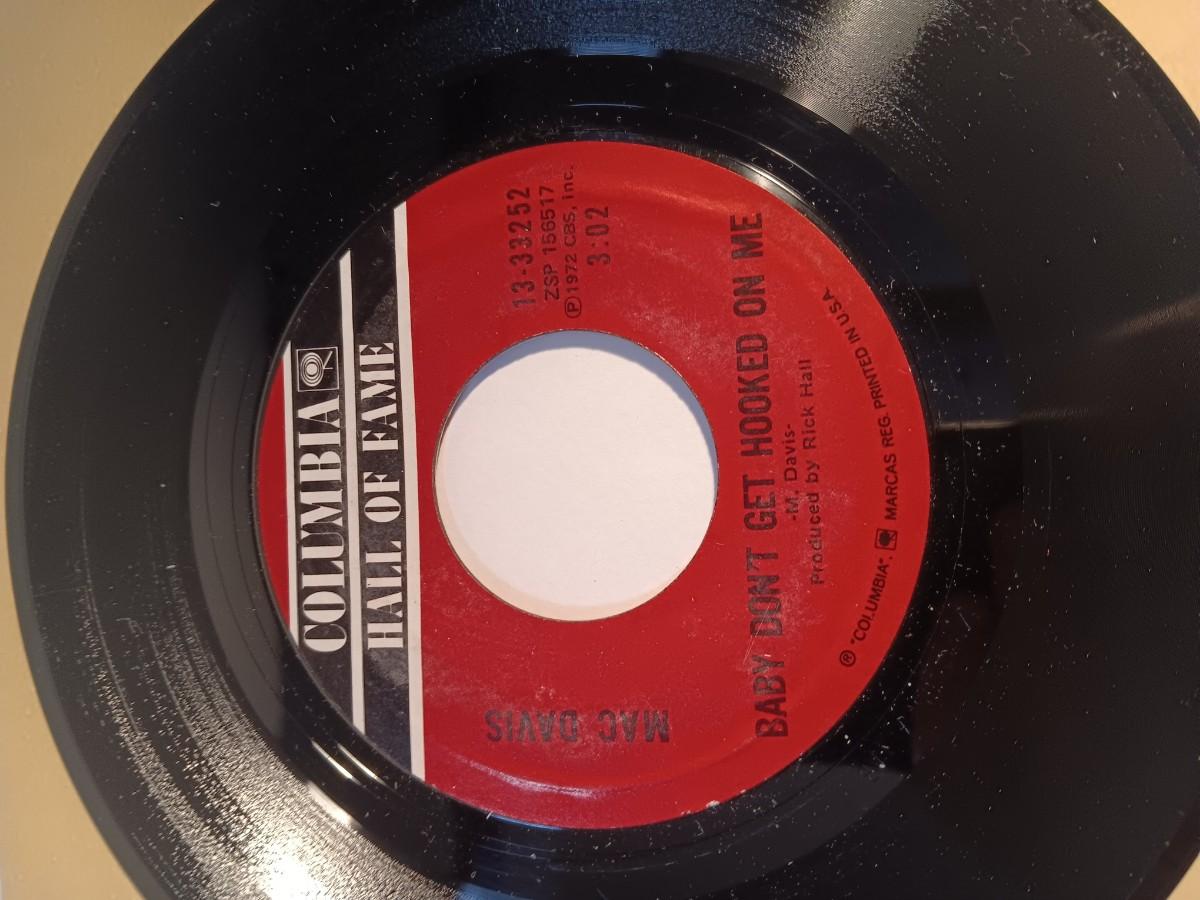 COLUMBIA
HALL OF FAME
13-33252
ZSP 156517
Ⓟ1972 CBS, Inc.
3:02
MAC DAVIS
BABY DON'T GET HOOKED ON ME
-M. Davis-
Produced by Rick Hall
® "COLUMBIA", MARCAS REG. PRINTED IN U.S.A.